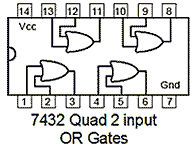 14 13 12 11 10 9 8
Vcc
Gnd
1 2 3 4 5 6 7
7432 Quad 2 input
OR Gates